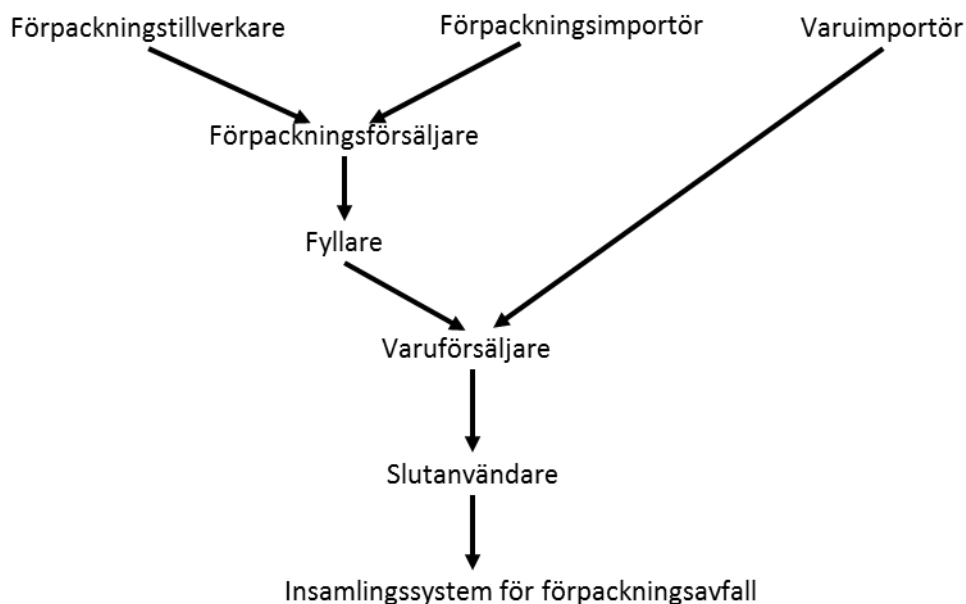 Förpackningstillverkare
Förpackningsimportör
Varuimportör
Förpackningsförsäljare
Fyllare
Varuförsäljare
Slutanvändare
Insamlingssystem för förpackningsavfall